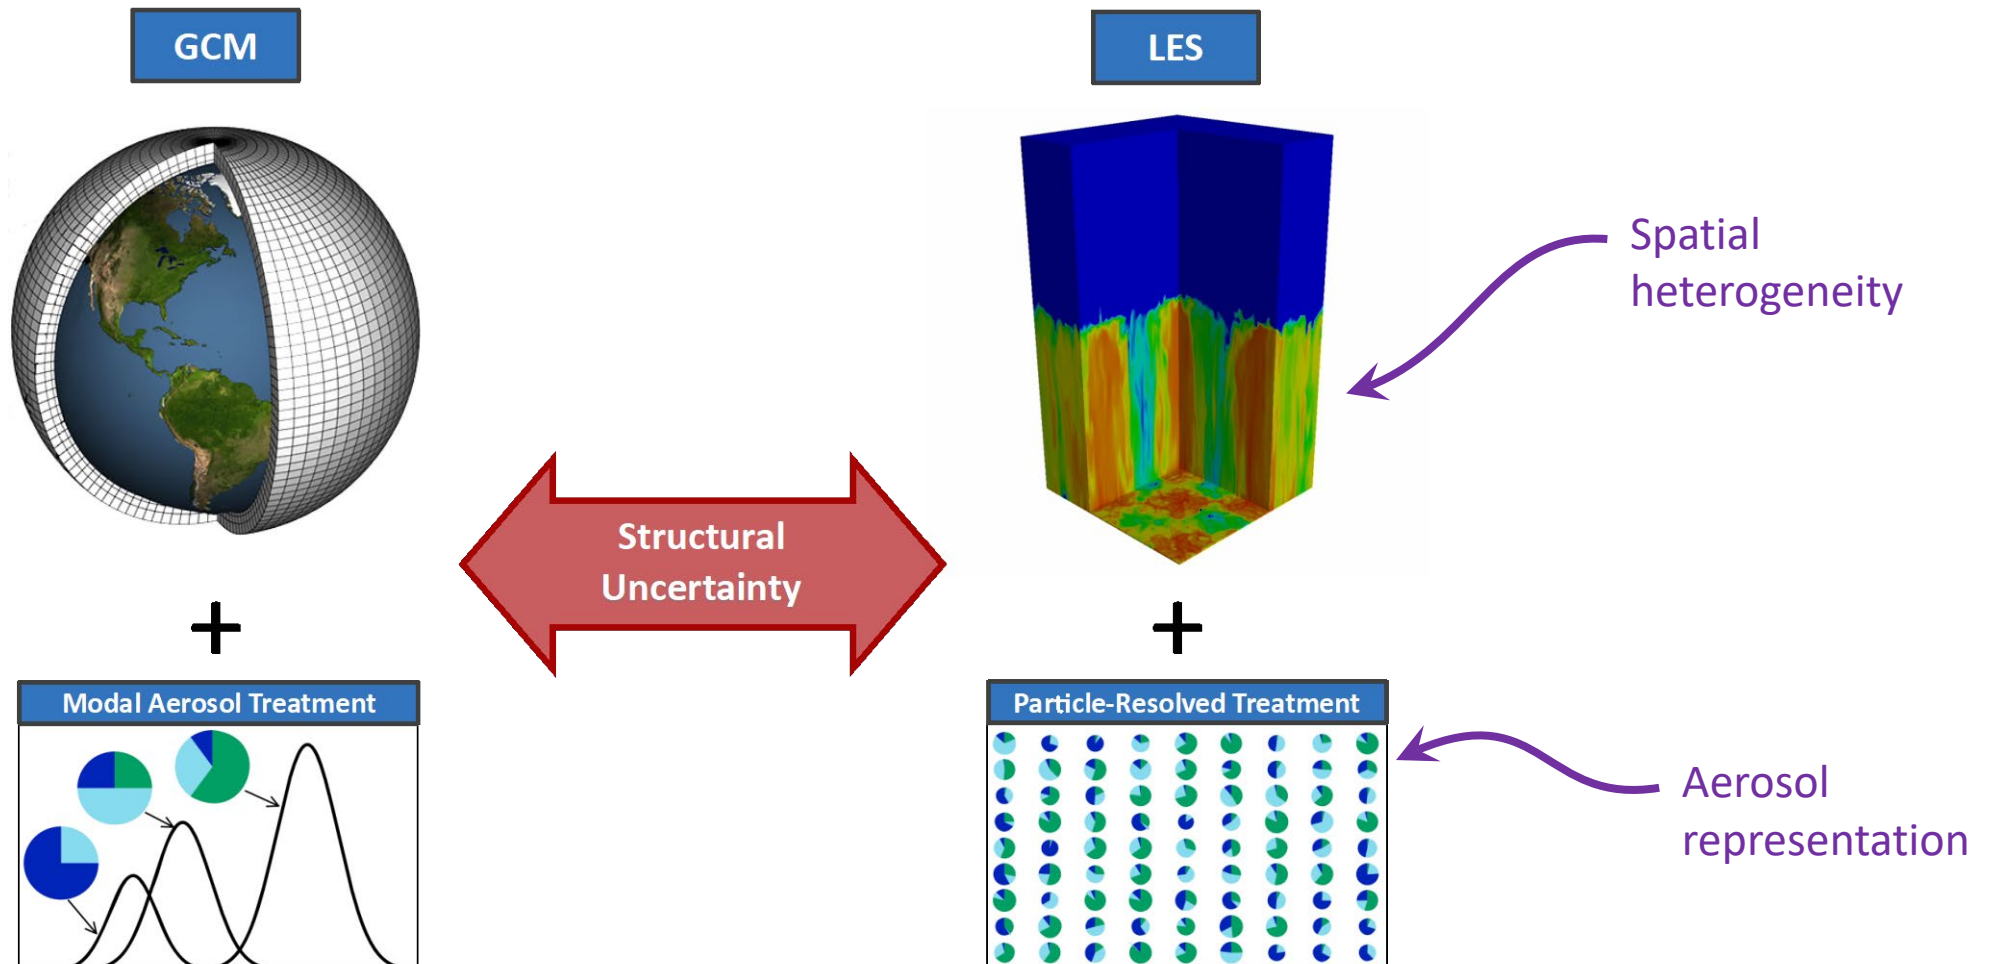 GCM
LES
Spatial
heterogeneity
Structural
Uncertainty
+
+
Modal Aerosol Treatment
Particle-Resolved Treatment
Aerosol
representation